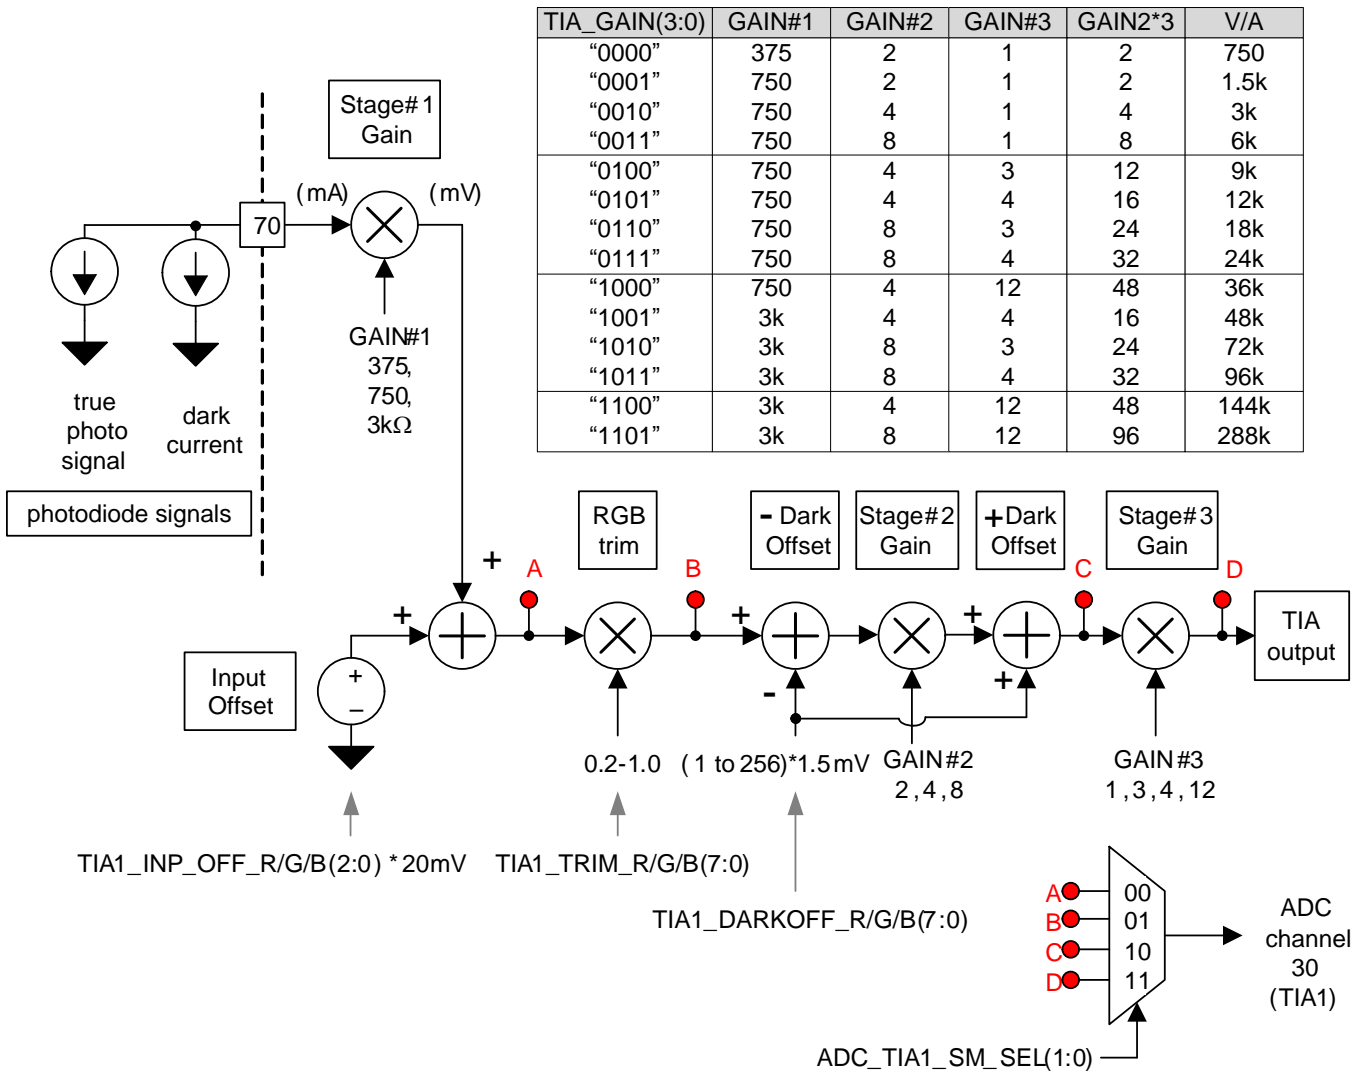 TIA_GAIN(3:0) GAIN#1 GAIN#2 GAIN#3 GAIN2*3 V/A
“0000” 375 2 1 2 750
“0001” 750 2 1 2 1.5k
“0010” 750 4 1 4 3k
“0011” 750 8 1 8 6k
“0100” 750 4 3 12 9k
“0101” 750 4 4 16 12k
“0110” 750 8 3 24 18k
“0111” 750 8 4 32 24k
“1000” 750 4 12 48 36k
“1001” 3k 4 4 16 48k
“1010” 3k 8 3 24 72k
“1011” 3k 8 4 32 96k
“1100” 3k 4 12 48 144k
“1101” 3k 8 12 96 288k
Stage#1
Gain
(mA)
(mV)
70
GAIN#1
375,
750,
3kΩ
true
photo
signal
dark
current
photodiode signals
RGB
trim
- Dark
Offset
Stage#2
Gain
+Dark
Offset
Stage#3
Gain
+
A
B
C
D
+
+
+
+
-
+
TIA
output
Input
Offset
+
−
0.2-1.0
(1 to 256)*1.5mV
GAIN#2
2,4,8
GAIN#3
1,3,4,12
TIA1_INP_OFF_R/G/B(2:0) *20mV
TIA1_TRIM_R/G/B(7:0)
TIA1_DARKOFF_R/G/B(7:0)
A 00
B 01
C 10
D 11
ADC
channel
30
(TIA1)
ADC_TIA1_SM_SEL(1:0)